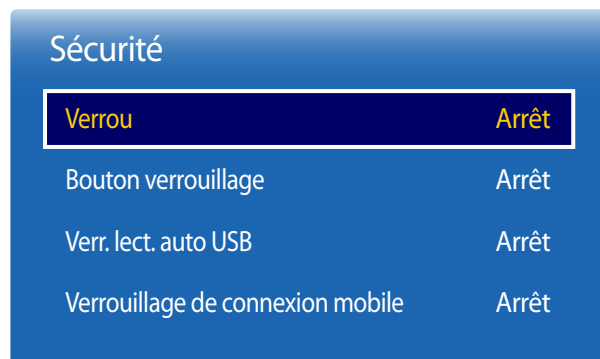 Sécurité
Verrou Arrêt
Bouton verrouillage Arrêt
Verr. lect. auto USB Arrêt
Verrouillage de connexion mobile Arrêt